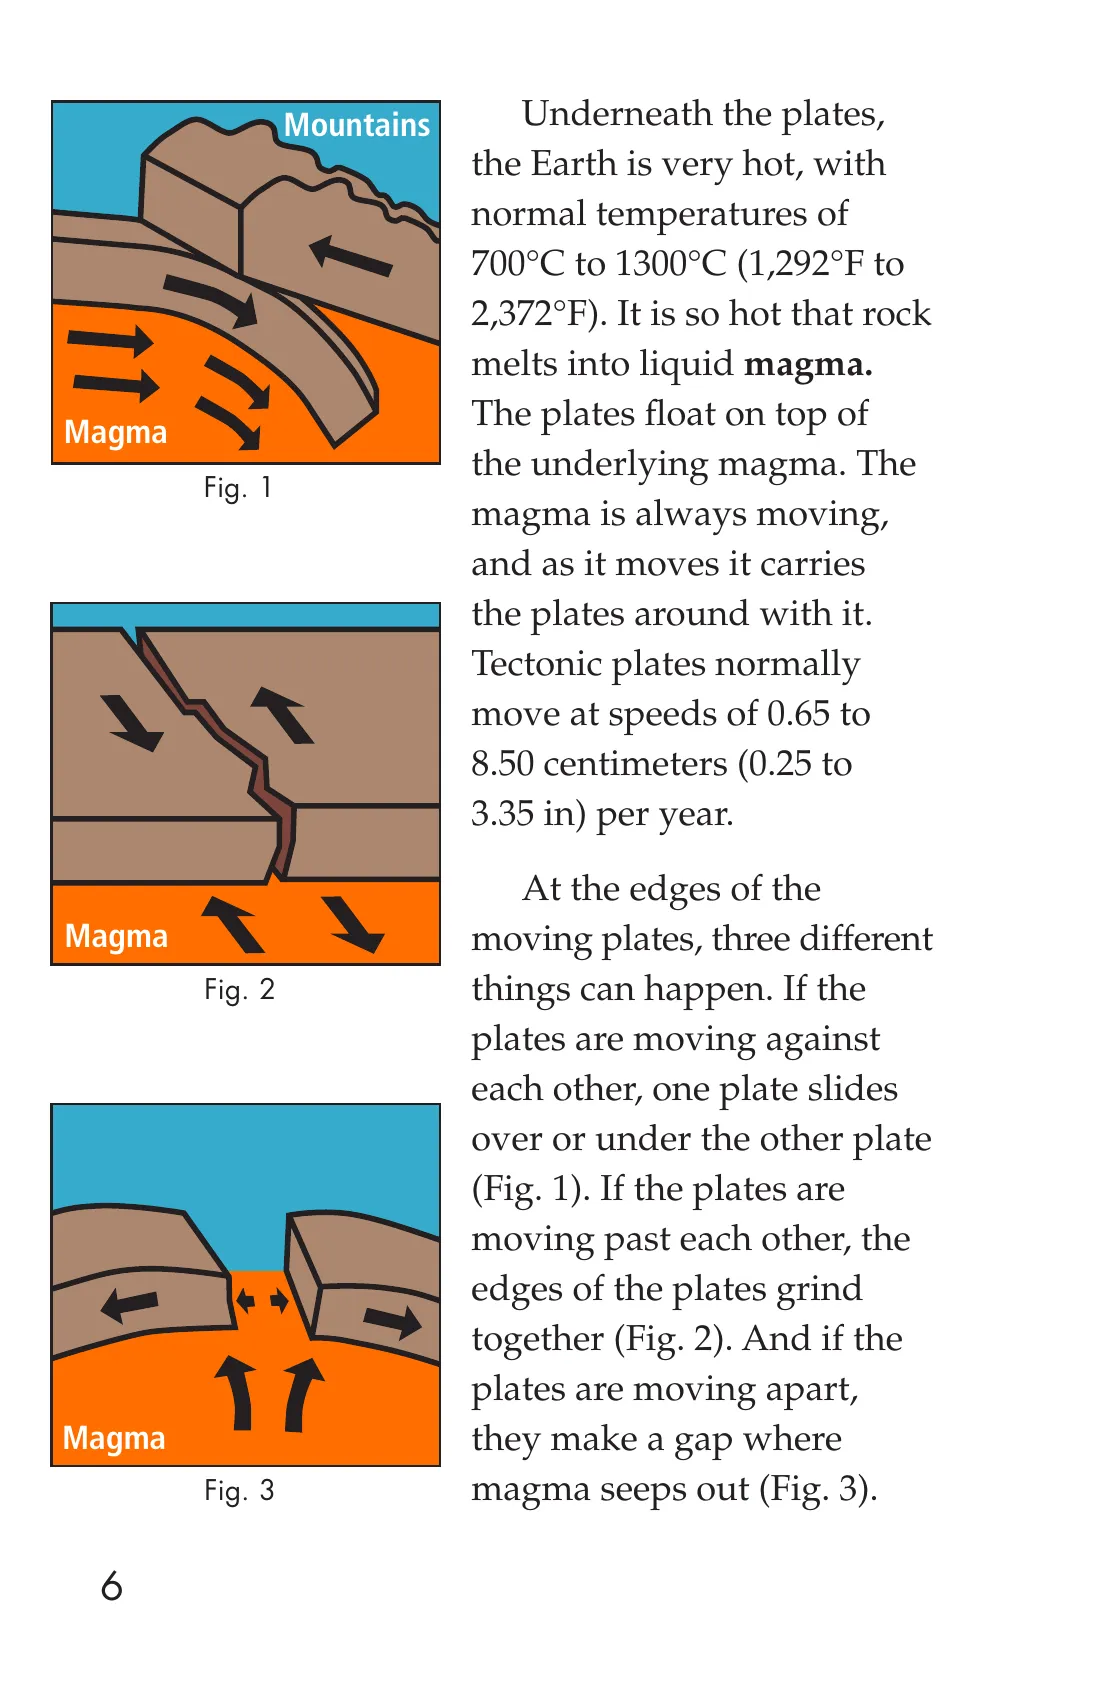 Mountains
Magma
Fig. 1
Magma
Fig. 2
Magma
Fig. 3
Underneath the plates,
the Earth is very hot, with
normal temperatures of
700°C to 1300°C (1,292°F to
2,372°F). It is so hot that rock
melts into liquid magma.
The plates float on top of
the underlying magma. The
magma is always moving,
and as it moves it carries
the plates around with it.
Tectonic plates normally
move at speeds of 0.65 to
8.50 centimeters (0.25 to
3.35 in) per year.
At the edges of the
moving plates, three different
things can happen. If the
plates are moving against
each other, one plate slides
over or under the other plate
(Fig. 1). If the plates are
moving past each other, the
edges of the plates grind
together (Fig. 2). And if the
plates are moving apart,
they make a gap where
magma seeps out (Fig. 3).
6